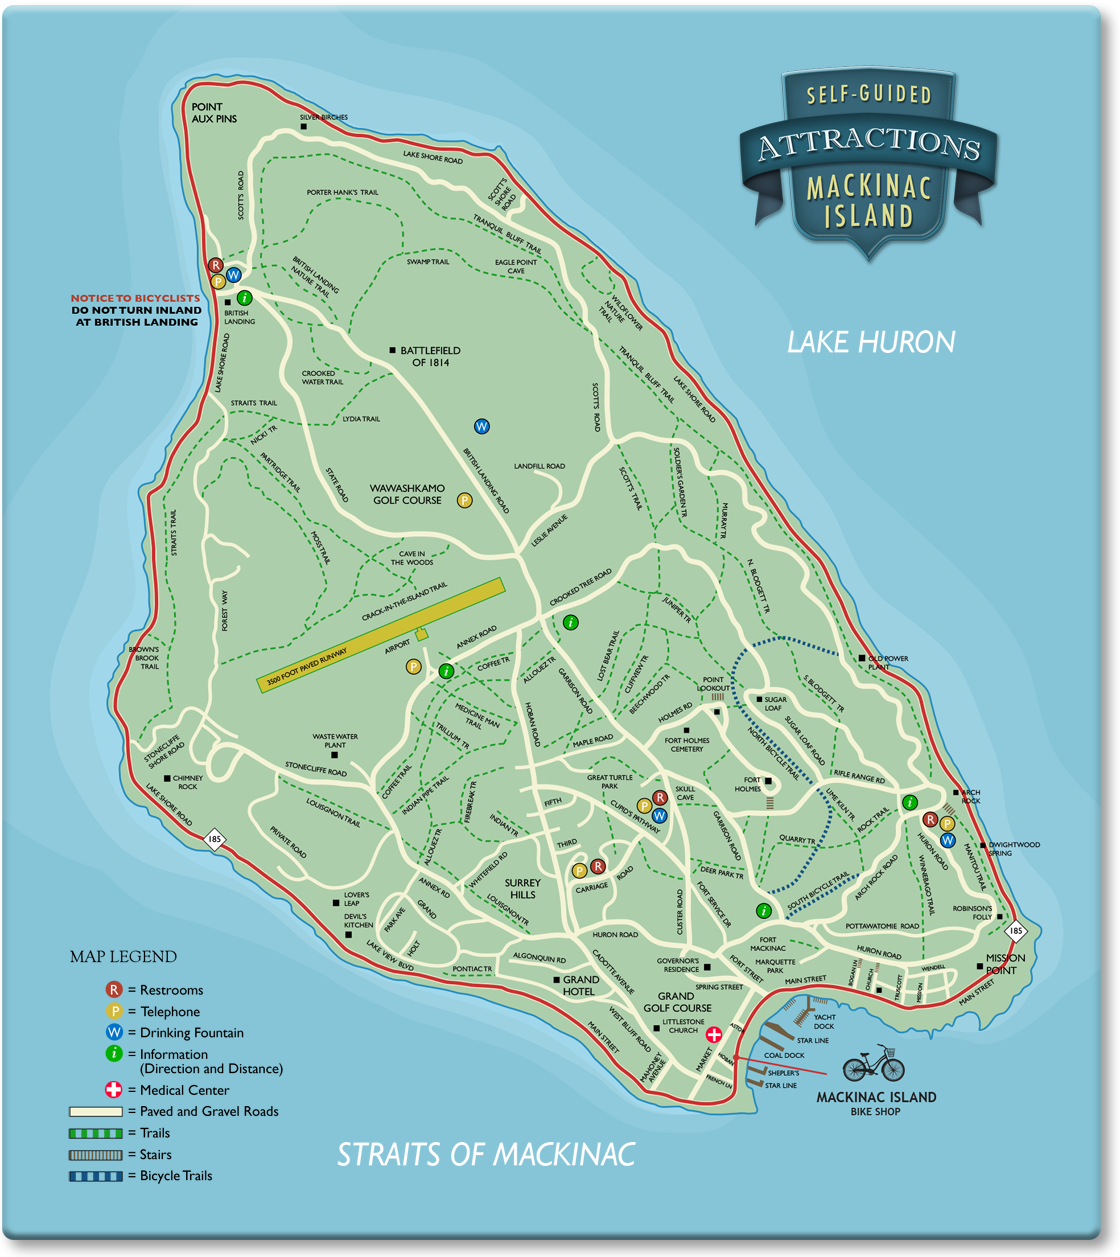 SELF-GUIDED
ATTRACTIONS
MACKINAC
ISLAND
POINT
AUX PINS
SILVER BIRCHES
LAKE SHORE ROAD
SCOTT'S
SHORE
ROAD
SCOTT'S ROAD
PORTER HANK'S TRAIL
TRANQUIL BLUFF TRAIL
SWAMP TRAIL
EAGLE POINT
CAVE
R
P
W
i
BRITISH LANDING
NATURE TRAIL
WILDFLOWER
NATURE
TRAIL
NOTICE TO BICYCLISTS
DO NOT TURN INLAND
AT BRITISH LANDING
BRITISH
LANDING
LAKE HURON
BATTLEFIELD
OF 1814
LAKE SHORE ROAD
CROOKED
WATER TRAIL
TRANQUIL BLUFF TRAIL
LAKE SHORE ROAD
SCOTT'S ROAD
STRAITS TRAIL
LYDIA TRAIL
NICKI TR
W
PARTRIDGE TRAIL
STATE ROAD
BRITISH LANDING ROAD
LANDFILL ROAD
SCOTT'S TRAIL
SOLDIER'S GARDEN TR
MURRAY TR
WAWASHKAMO
GOLF COURSE
P
STRAITS TRAIL
MOSS TRAIL
LESLIE AVENUE
CAVE IN
THE WOODS
N. BLODGETT TR
CROOKED TREE ROAD
CRACK-IN-THE-ISLAND TRAIL
FOREST WAY
JUNIPER TR
i
3500 FOOT PAVED RUNWAY
AIRPORT
ANNEX ROAD
BROWN'S
BROOK
TRAIL
P
i
COFFEE TR
ALLOUEZ TR
GARRISON ROAD
LOST BEAR TRAIL
CLIFFVIEW TR
BEECHWOOD TR
OLD POWER
PLANT
POINT
LOOKOUT
SUGAR
LOAF
S. BLODGETT TR
MEDICINE MAN
TRAIL
TRILLIUM TR
HOBAN ROAD
HOLMES RD
FORT HOLMES
CEMETERY
SUGAR LOAF ROAD
NORTH BICYCLE TRAIL
MAPLE ROAD
WASTE WATER
PLANT
STONECLIFFE
SHORE ROAD
STONECLIFFE ROAD
CHIMNEY
ROCK
LAKE SHORE ROAD
COFFEE TRAIL
INDIAN PIPE TRAIL
FIREBREAK TR
GREAT TURTLE
PARK
SKULL
CAVE
FORT
HOLMES
RIFLE RANGE RD
ARCH
ROCK
LOUISGNON TRAIL
FIFTH
P
R
W
CUPID'S PATHWAY
LIME KILN TR
ROCK TRAIL
i
R
P
W
185
PRIVATE ROAD
ALLOUEZ TR
INDIAN TR
THIRD
GARRISON ROAD
QUARRY TR
HURON ROAD
MANITOU TRAIL
DWIGHTWOOD
SPRING
WHITEFIELD RD
P
R
CARRIAGE
ROAD
DEER PARK TR
SOUTH BICYCLE TRAIL
ARCH ROCK ROAD
WINNEBAGO TRAIL
LOVER'S
LEAP
ANNEX RD
SURREY
HILLS
FORT SERVICE DR
i
ROBINSON'S
FOLLY
DEVIL'S
KITCHEN
PARK AVE
GRAND
LOUISIGNON TR
CUSTER ROAD
POTTAWATOMIE ROAD
185
LAKE VIEW BLVD
HOLT
HURON ROAD
FORT
MACKINAC
HURON ROAD
MISSION
POINT
PONTIAC TR
ALGONQUIN RD
CADOTTE AVENUE
GOVERNOR'S
RESIDENCE
FORT STREET
MARQUETTE
PARK
BOGAN LN
CHURCH
TRUSCOTT
MISSION
WENDELL
MAIN STREET
GRAND
HOTEL
SPRING STREET
MAIN STREET
GRAND
GOLF COURSE
MAIN STREET
WEST BLUFF ROAD
LITTLESTONE
CHURCH
ASTOR
YACHT
DOCK
STAR LINE
MARKET
HOBAN
COAL DOCK
MAHONEY
AVENUE
FRENCH LN
SHEPLER'S
STAR LINE
MACKINAC ISLAND
BIKE SHOP
STRAITS OF MACKINAC
MAP LEGEND
R = Restrooms
P = Telephone
W = Drinking Fountain
i = Information
(Direction and Distance)
= Medical Center
= Paved and Gravel Roads
= Trails
= Stairs
= Bicycle Trails